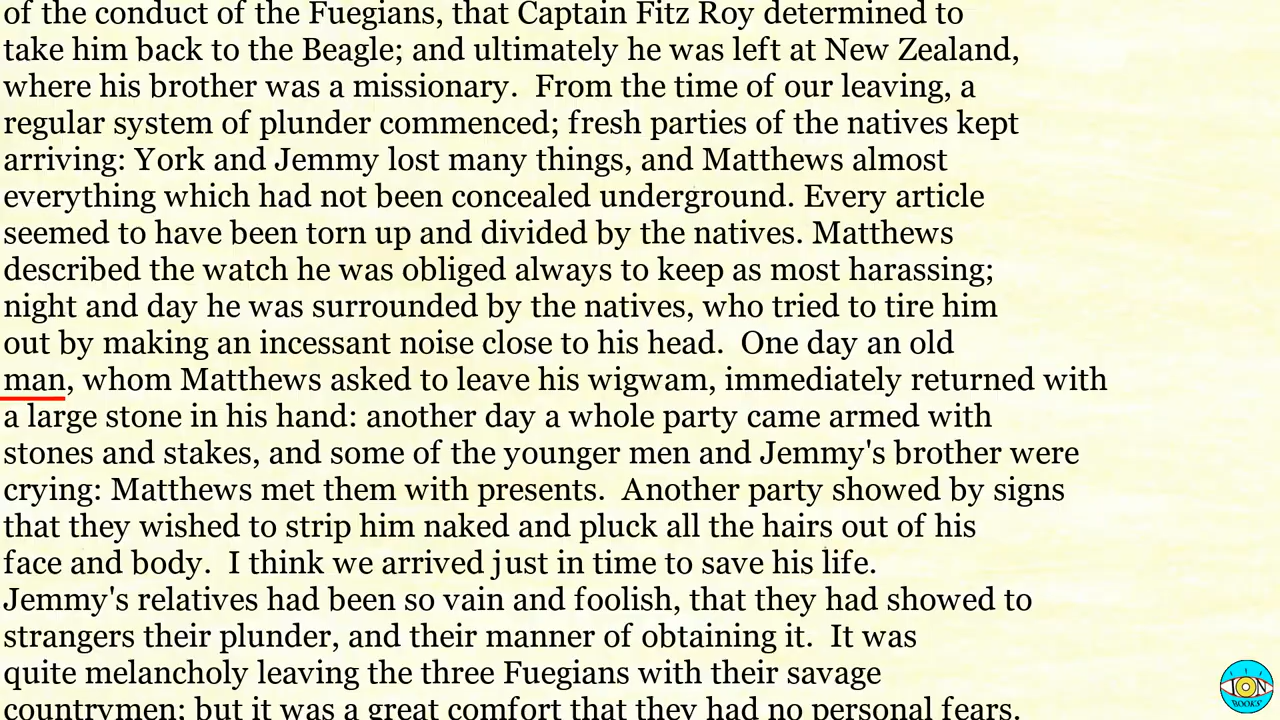 of the conduct of the Fuegians, that Captain Fitz Roy determined to
take him back to the Beagle; and ultimately he was left at New Zealand,
where his brother was a missionary.  From the time of our leaving, a
regular system of plunder commenced; fresh parties of the natives kept
arriving: York and Jemmy lost many things, and Matthews almost
everything which had not been concealed underground. Every article
seemed to have been torn up and divided by the natives. Matthews
described the watch he was obliged always to keep as most harassing;
night and day he was surrounded by the natives, who tried to tire him
out by making an incessant noise close to his head.  One day an old
man, whom Matthews asked to leave his wigwam, immediately returned with
a large stone in his hand: another day a whole party came armed with
stones and stakes, and some of the younger men and Jemmy's brother were
crying: Matthews met them with presents.  Another party showed by signs
that they wished to strip him naked and pluck all the hairs out of his
face and body.  I think we arrived just in time to save his life.
Jemmy's relatives had been so vain and foolish, that they had showed to
strangers their plunder, and their manner of obtaining it.  It was
quite melancholy leaving the three Fuegians with their savage
countrymen; but it was a great comfort that they had no personal fears.
ION
BOOKS